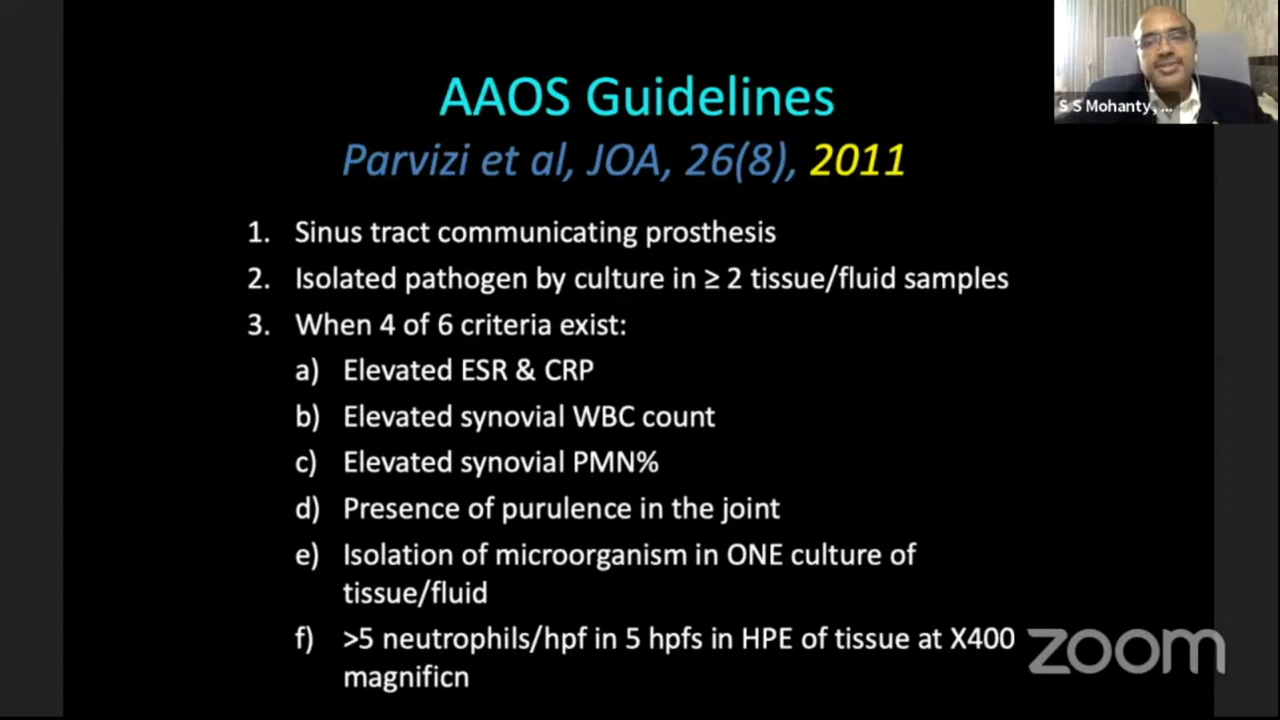 S S Mohanty, ...
AAOS Guidelines
Parvizi et al, JOA, 26(8), 2011
1. Sinus tract communicating prosthesis
2. Isolated pathogen by culture in ≥ 2 tissue/fluid samples
3. When 4 of 6 criteria exist:
a) Elevated ESR & CRP
b) Elevated synovial WBC count
c) Elevated synovial PMN%
d) Presence of purulence in the joint
e) Isolation of microorganism in ONE culture of
tissue/fluid
f) >5 neutrophils/hpf in 5 hpfs in HPE of tissue at X400
magnificn
zoom